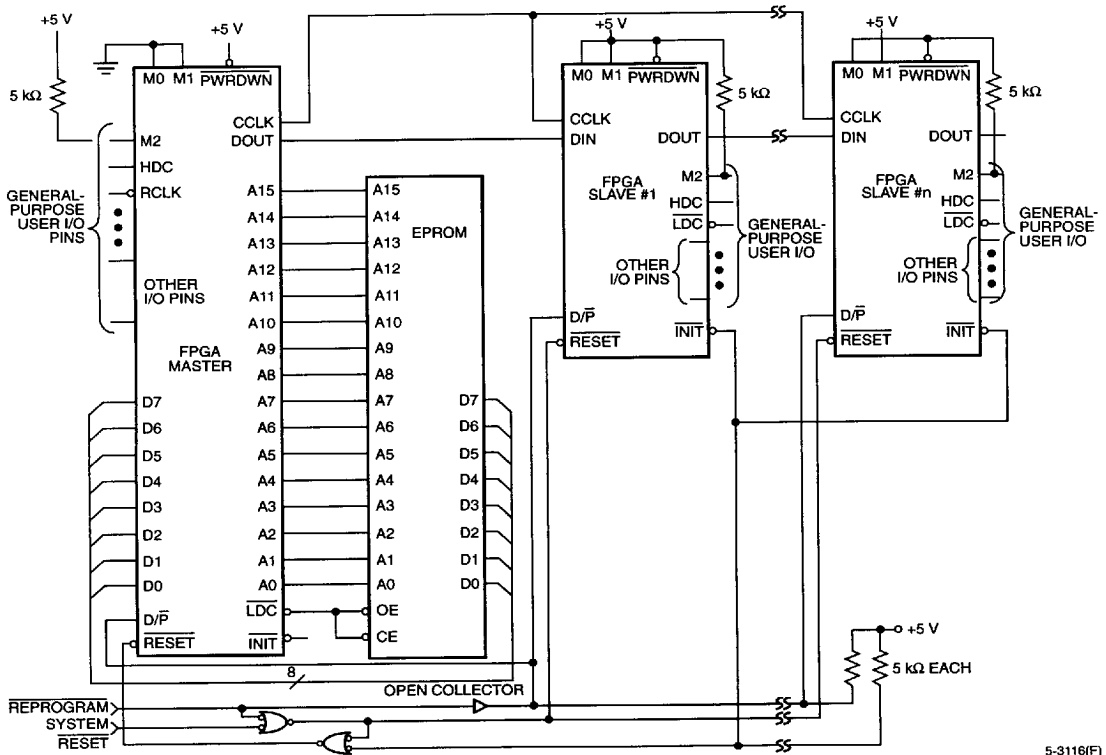 +5 V
+5 V
M0
M1
PWRDWN
5 kΩ
CCLK
DOUT
M2
HDC
RCLK
GENERAL-
PURPOSE
USER I/O
PINS
OTHER
I/O PINS
FPGA
MASTER
A15
A14
A13
A12
A11
A10
A9
A8
A7
A6
A5
A4
A3
A2
A1
A0
LDC
INIT
D7
D6
D5
D4
D3
D2
D1
D0
D/P
RESET
A15
A14
A13
A12
A11
A10
A9
A8
A7
A6
A5
A4
A3
A2
A1
A0
OE
CE
EPROM
D7
D6
D5
D4
D3
D2
D1
D0
8
+5 V
M0
M1
PWRDWN
5 kΩ
CCLK
DIN
DOUT
FPGA
SLAVE #1
M2
HDC
LDC
GENERAL-
PURPOSE
USER I/O
OTHER
I/O PINS
D/P
RESET
INIT
+5 V
M0
M1
PWRDWN
5 kΩ
CCLK
DIN
DOUT
FPGA
SLAVE #n
M2
HDC
LDC
GENERAL-
PURPOSE
USER I/O
OTHER
I/O PINS
D/P
RESET
INIT
+5 V
5 kΩ EACH
OPEN COLLECTOR
REPROGRAM
SYSTEM
RESET
5-3116(F)